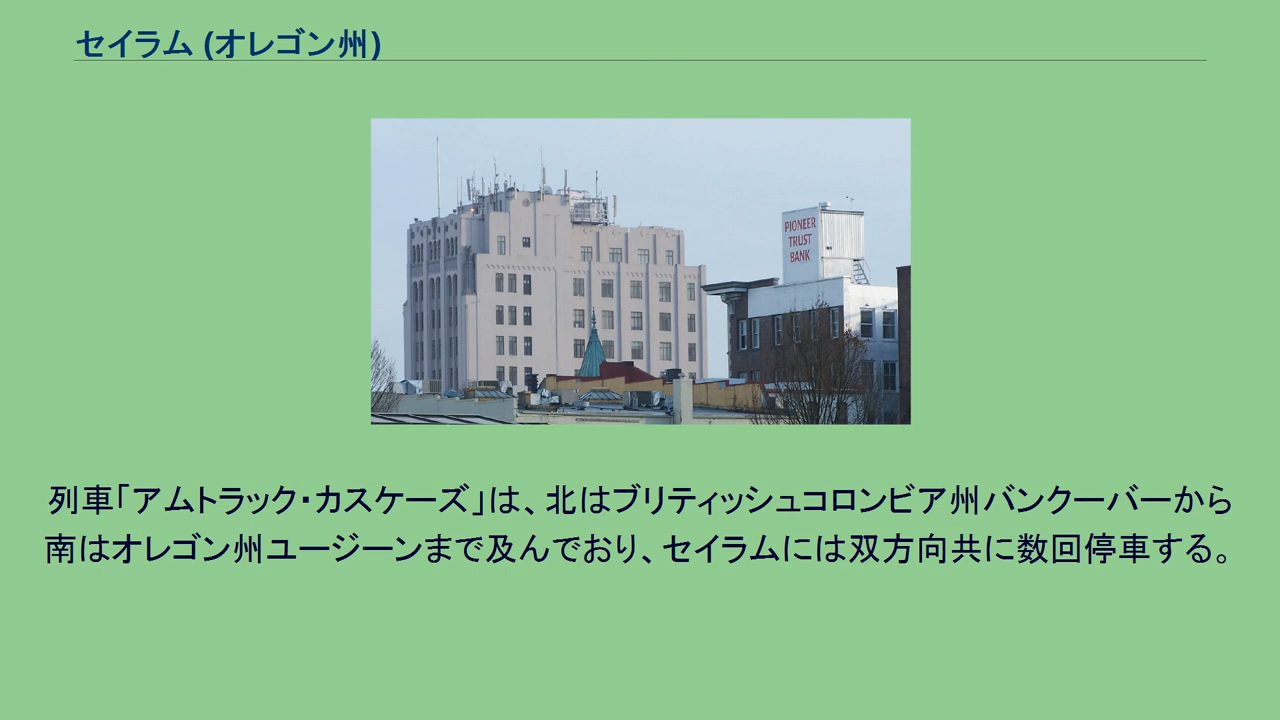 セイラム (オレゴン州)
PIONEER
TRUST
BANK
列車「アムトラック・カスケーズ」は、北はブリティッシュコロンビア州バンクーバーから
南はオレゴン州ユージーンまで及んでおり、セイラムには双方向共に数回停車する。